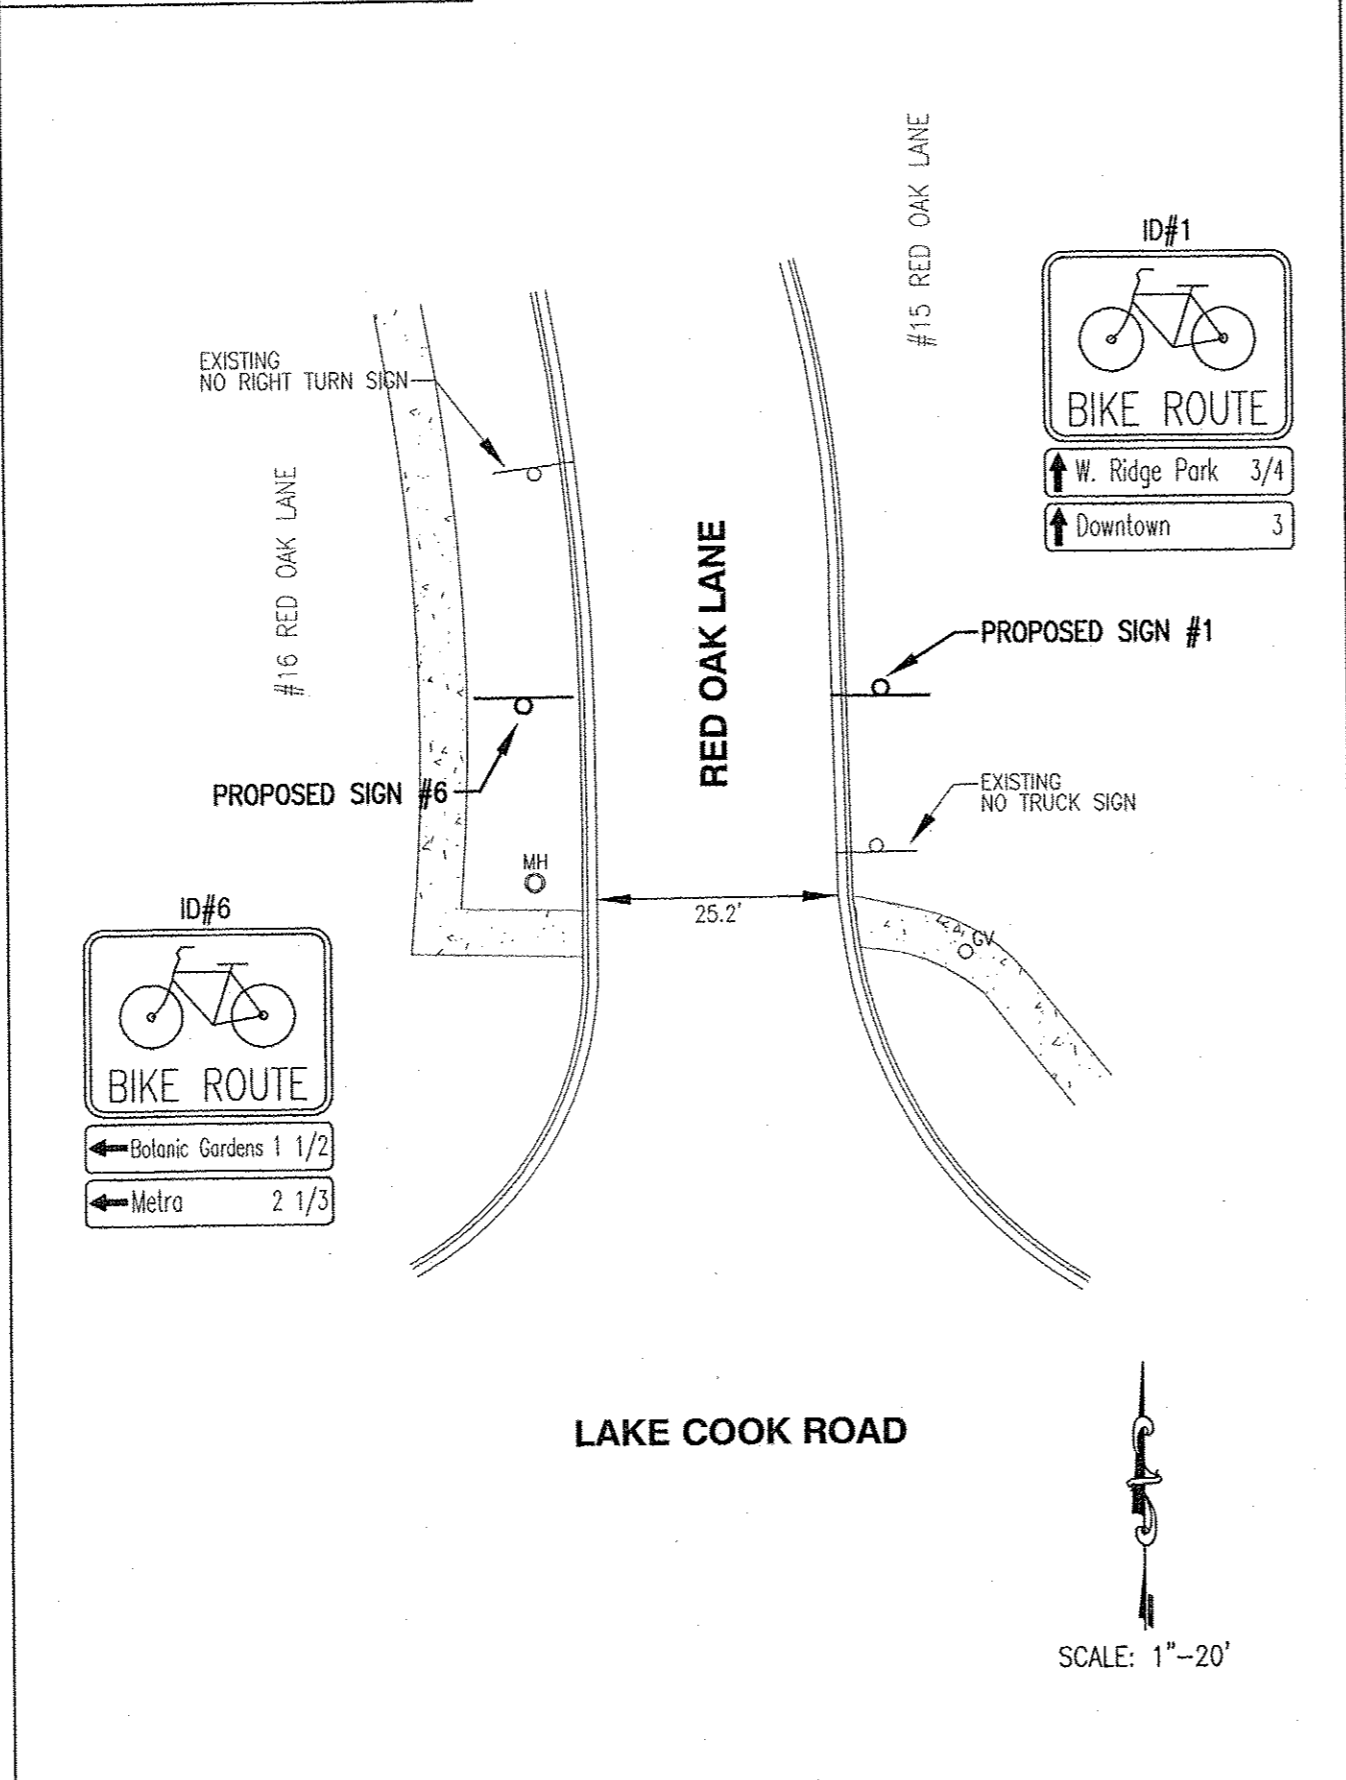 #15 RED OAK LANE
ID#1
BIKE ROUTE
W. Ridge Park 3/4
Downtown 3
EXISTING
NO RIGHT TURN SIGN
#16 RED OAK LANE
RED OAK LANE
PROPOSED SIGN #1
PROPOSED SIGN #6
EXISTING
NO TRUCK SIGN
MH
25.2'
GV
ID#6
BIKE ROUTE
Botanic Gardens 1 1/2
Metra 2 1/3
LAKE COOK ROAD
SCALE: 1"-20'